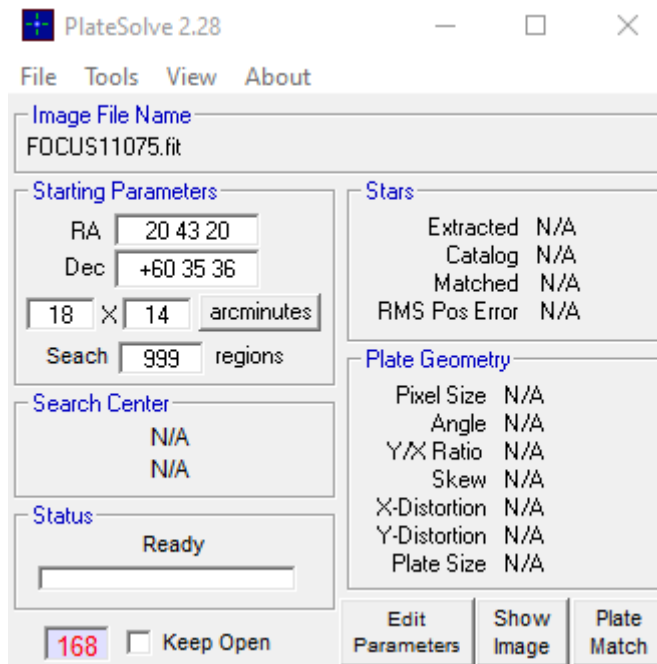 PlateSolve 2.28
File Tools View About
Image File Name
FOCUS11075.fit
Starting Parameters
RA 20 43 20
Dec +60 35 36
18 X 14 arcminutes
Seach 999 regions
Search Center
N/A
N/A
Status
Ready
168 Keep Open
Stars
Extracted N/A
Catalog N/A
Matched N/A
RMS Pos Error N/A
Plate Geometry
Pixel Size N/A
Angle N/A
Y/X Ratio N/A
Skew N/A
X-Distortion N/A
Y-Distortion N/A
Plate Size N/A
Edit Parameters
Show Image
Plate Match